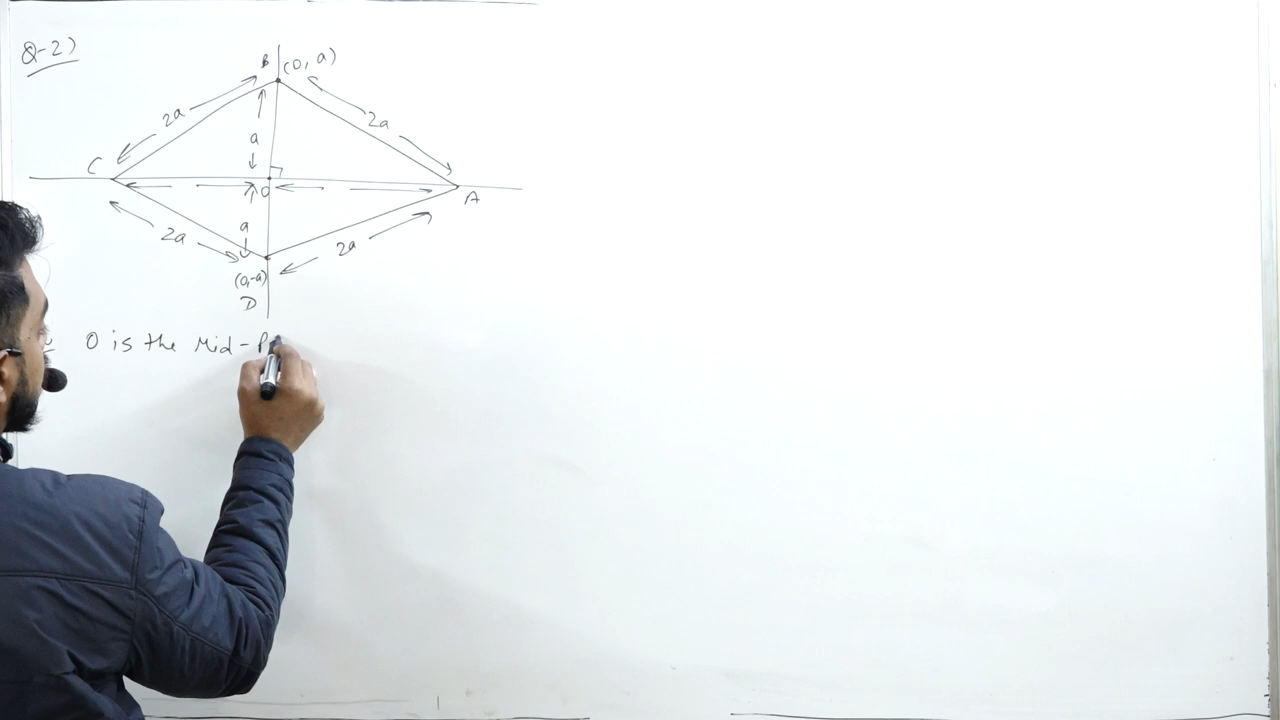 Q-2)
B (0, a)
2a
2a
C
a
O
A
a
2a
2a
(0,-a)
D
O is the Mid-P